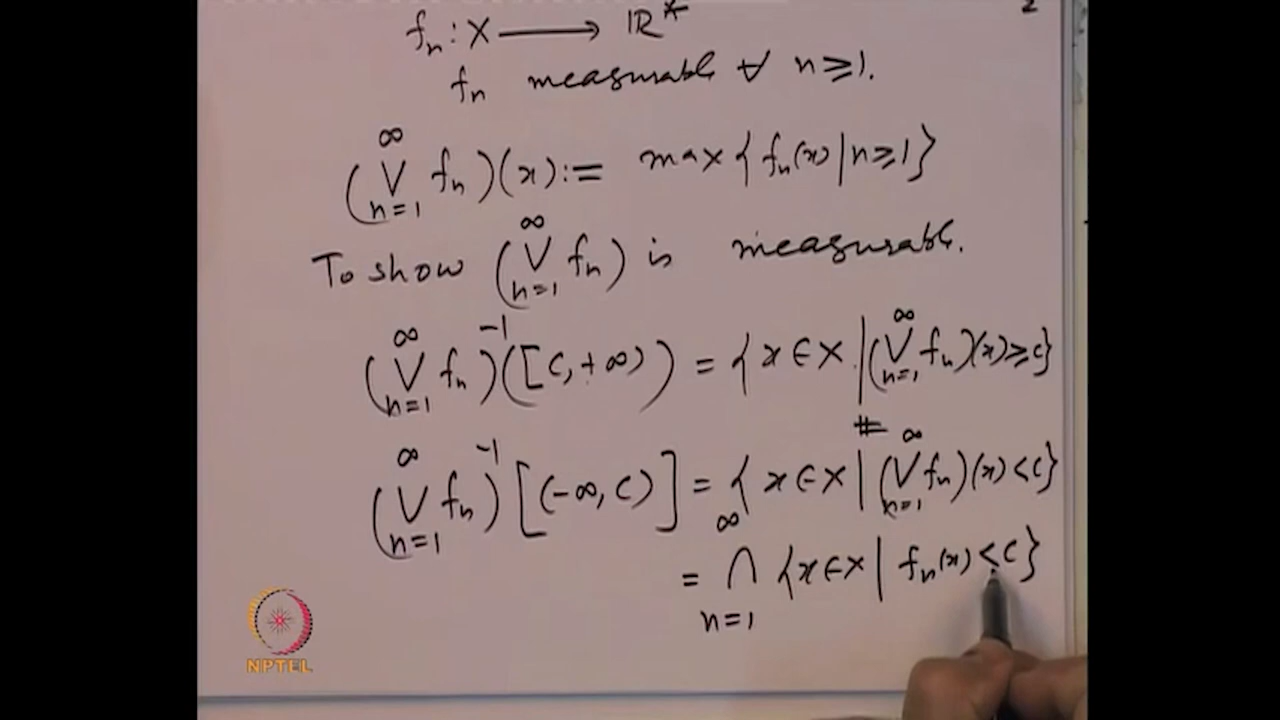 2
fₙ : X ⟶ ℝ*
fₙ measurable ∀ n ≥ 1.
(⋁_{n=1}^{∞} fₙ)(x) := max{fₙ(x) | n ≥ 1}
To show (⋁_{n=1}^{∞} fₙ) is measurable.
(⋁_{n=1}^{∞} fₙ)⁻¹([c, +∞)) = {x ∈ X | (⋁_{n=1}^{∞} fₙ)(x) ≥ c}
(⋁_{n=1}^{∞} fₙ)⁻¹[(-∞, c)] = {x ∈ X | (⋁_{n=1}^{∞} fₙ)(x) < c}
= ⋂_{n=1}^{∞} {x ∈ X | fₙ(x) < c}
NPTEL